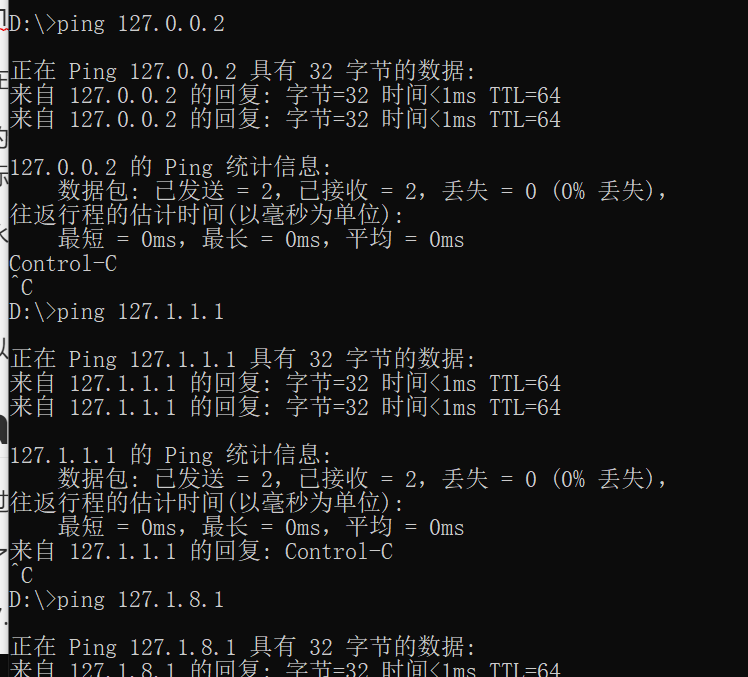 D:\>ping 127.0.0.2
正在 Ping 127.0.0.2 具有 32 字节的数据:
来自 127.0.0.2 的回复: 字节=32 时间<1ms TTL=64
来自 127.0.0.2 的回复: 字节=32 时间<1ms TTL=64
127.0.0.2 的 Ping 统计信息:
数据包: 已发送 = 2，已接收 = 2，丢失 = 0 (0% 丢失)，
往返行程的估计时间(以毫秒为单位):
最短 = 0ms，最长 = 0ms，平均 = 0ms
Control-C
^C
D:\>ping 127.1.1.1
正在 Ping 127.1.1.1 具有 32 字节的数据:
来自 127.1.1.1 的回复: 字节=32 时间<1ms TTL=64
来自 127.1.1.1 的回复: 字节=32 时间<1ms TTL=64
127.1.1.1 的 Ping 统计信息:
数据包: 已发送 = 2，已接收 = 2，丢失 = 0 (0% 丢失)，
往返行程的估计时间(以毫秒为单位):
最短 = 0ms，最长 = 0ms，平均 = 0ms
来自 127.1.1.1 的回复: Control-C
^C
D:\>ping 127.1.8.1
正在 Ping 127.1.8.1 具有 32 字节的数据:
来自 127.1.8.1 的回复: 字节=32 时间<1ms TTL=64